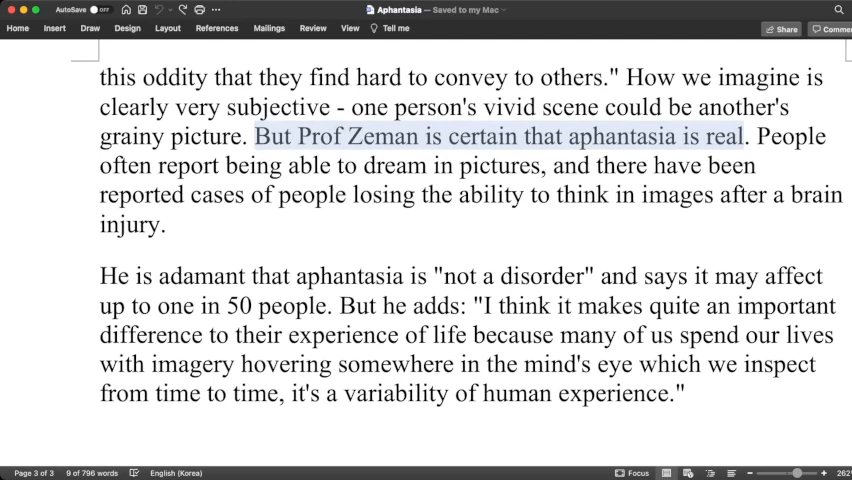 AutoSave OFF
Aphantasia — Saved to my Mac
Home Insert Draw Design Layout References Mailings Review View Tell me
Share
this oddity that they find hard to convey to others." How we imagine is
clearly very subjective - one person's vivid scene could be another's
grainy picture. But Prof Zeman is certain that aphantasia is real. People
often report being able to dream in pictures, and there have been
reported cases of people losing the ability to think in images after a brain
injury.
He is adamant that aphantasia is "not a disorder" and says it may affect
up to one in 50 people. But he adds: "I think it makes quite an important
difference to their experience of life because many of us spend our lives
with imagery hovering somewhere in the mind's eye which we inspect
from time to time, it's a variability of human experience."
Page 3 of 3 9 of 796 words English (Korea) Focus